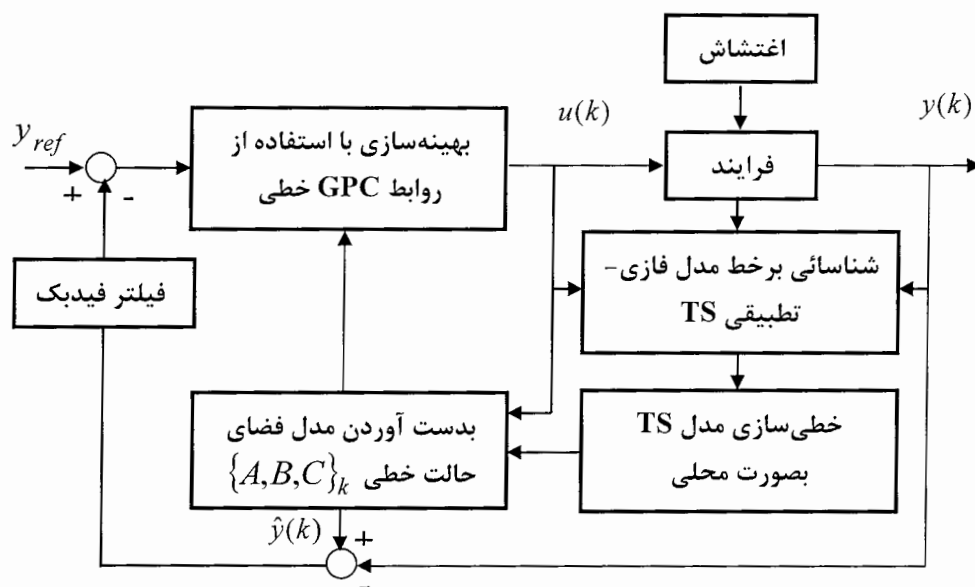 اغتشاش
y_ref
+
-
بهینه‌سازی با استفاده از
روابط GPC خطی
u(k)
فرایند
y(k)
شناسائی برخط مدل فازی-
تطبیقی TS
فیلتر فیدبک
بدست آوردن مدل فضای
حالت خطی {A,B,C}_k
خطی‌سازی مدل TS
بصورت محلی
ŷ(k)
+
-